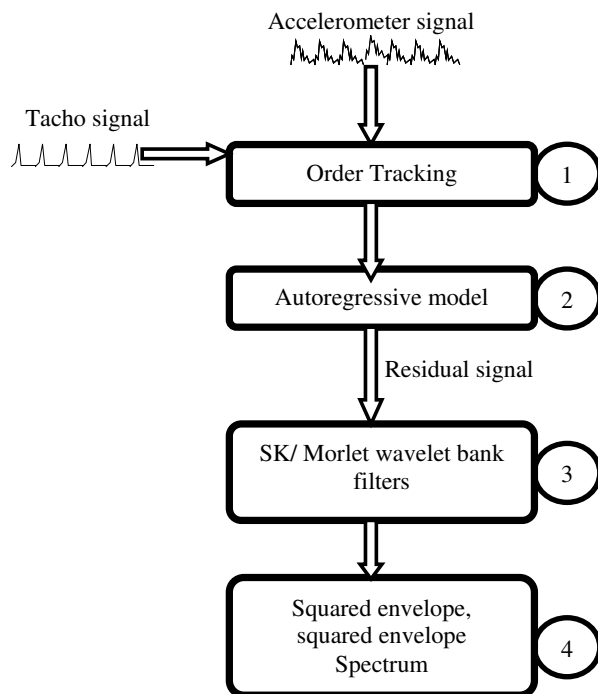 Accelerometer signal
Tacho signal
Order Tracking
1
Autoregressive model
2
Residual signal
SK/ Morlet wavelet bank
filters
3
Squared envelope,
squared envelope
Spectrum
4